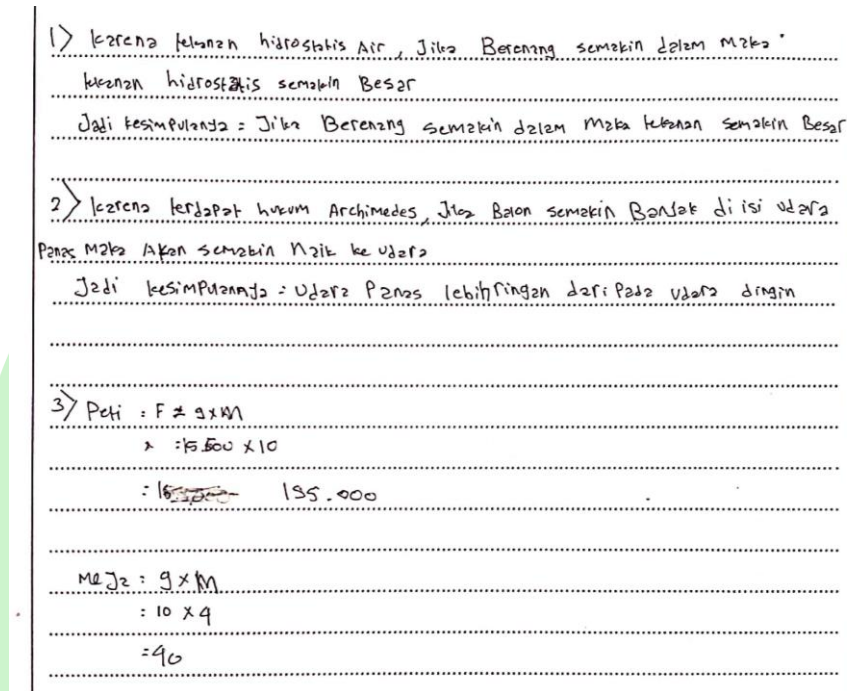 1) Karena tekanan hidrostatis Air, Jika Berenang semakin dalam Maka
tekanan hidrostatis semakin Besar
Jadi kesimpulanya : Jika Berenang semakin dalam Maka tekanan semakin Besar
2) Karena terdapat hukum Archimedes, Jika Balon semakin Banyak di isi udara
Panas Maka Akan semakin Naik ke udara
Jadi kesimpulannya : Udara Panas lebih ringan dari Pada Udara dingin
3) Peti : F = g x M
: 15.500 x 10
: 155.000
Meja : g x M
: 10 x 4
= 40